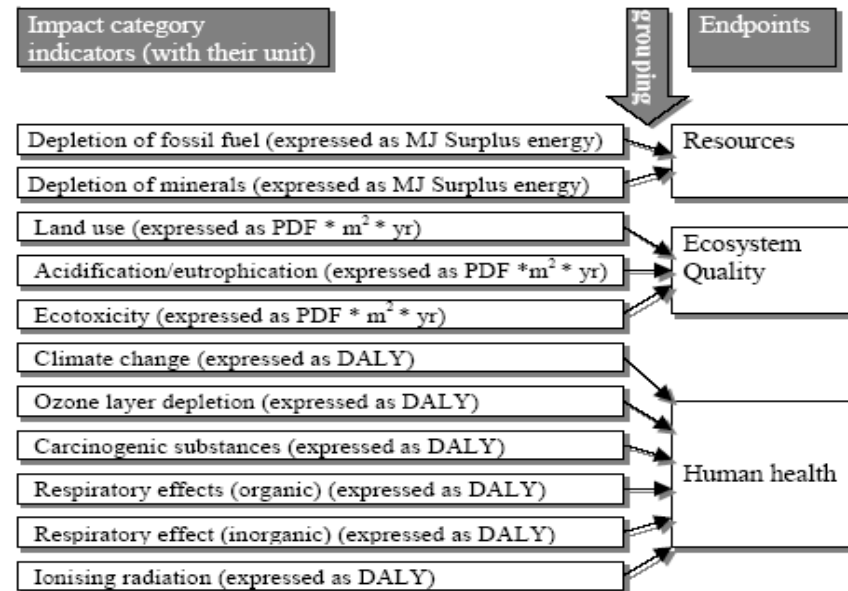 Impact category
indicators (with their unit)
grouping
Endpoints
Depletion of fossil fuel (expressed as MJ Surplus energy)
Depletion of minerals (expressed as MJ Surplus energy)
Resources
Land use (expressed as PDF * m² * yr)
Acidification/eutrophication (expressed as PDF *m² * yr)
Ecotoxicity (expressed as PDF * m² * yr)
Ecosystem
Quality
Climate change (expressed as DALY)
Ozone layer depletion (expressed as DALY)
Carcinogenic substances (expressed as DALY)
Respiratory effects (organic) (expressed as DALY)
Respiratory effect (inorganic) (expressed as DALY)
Ionising radiation (expressed as DALY)
Human health